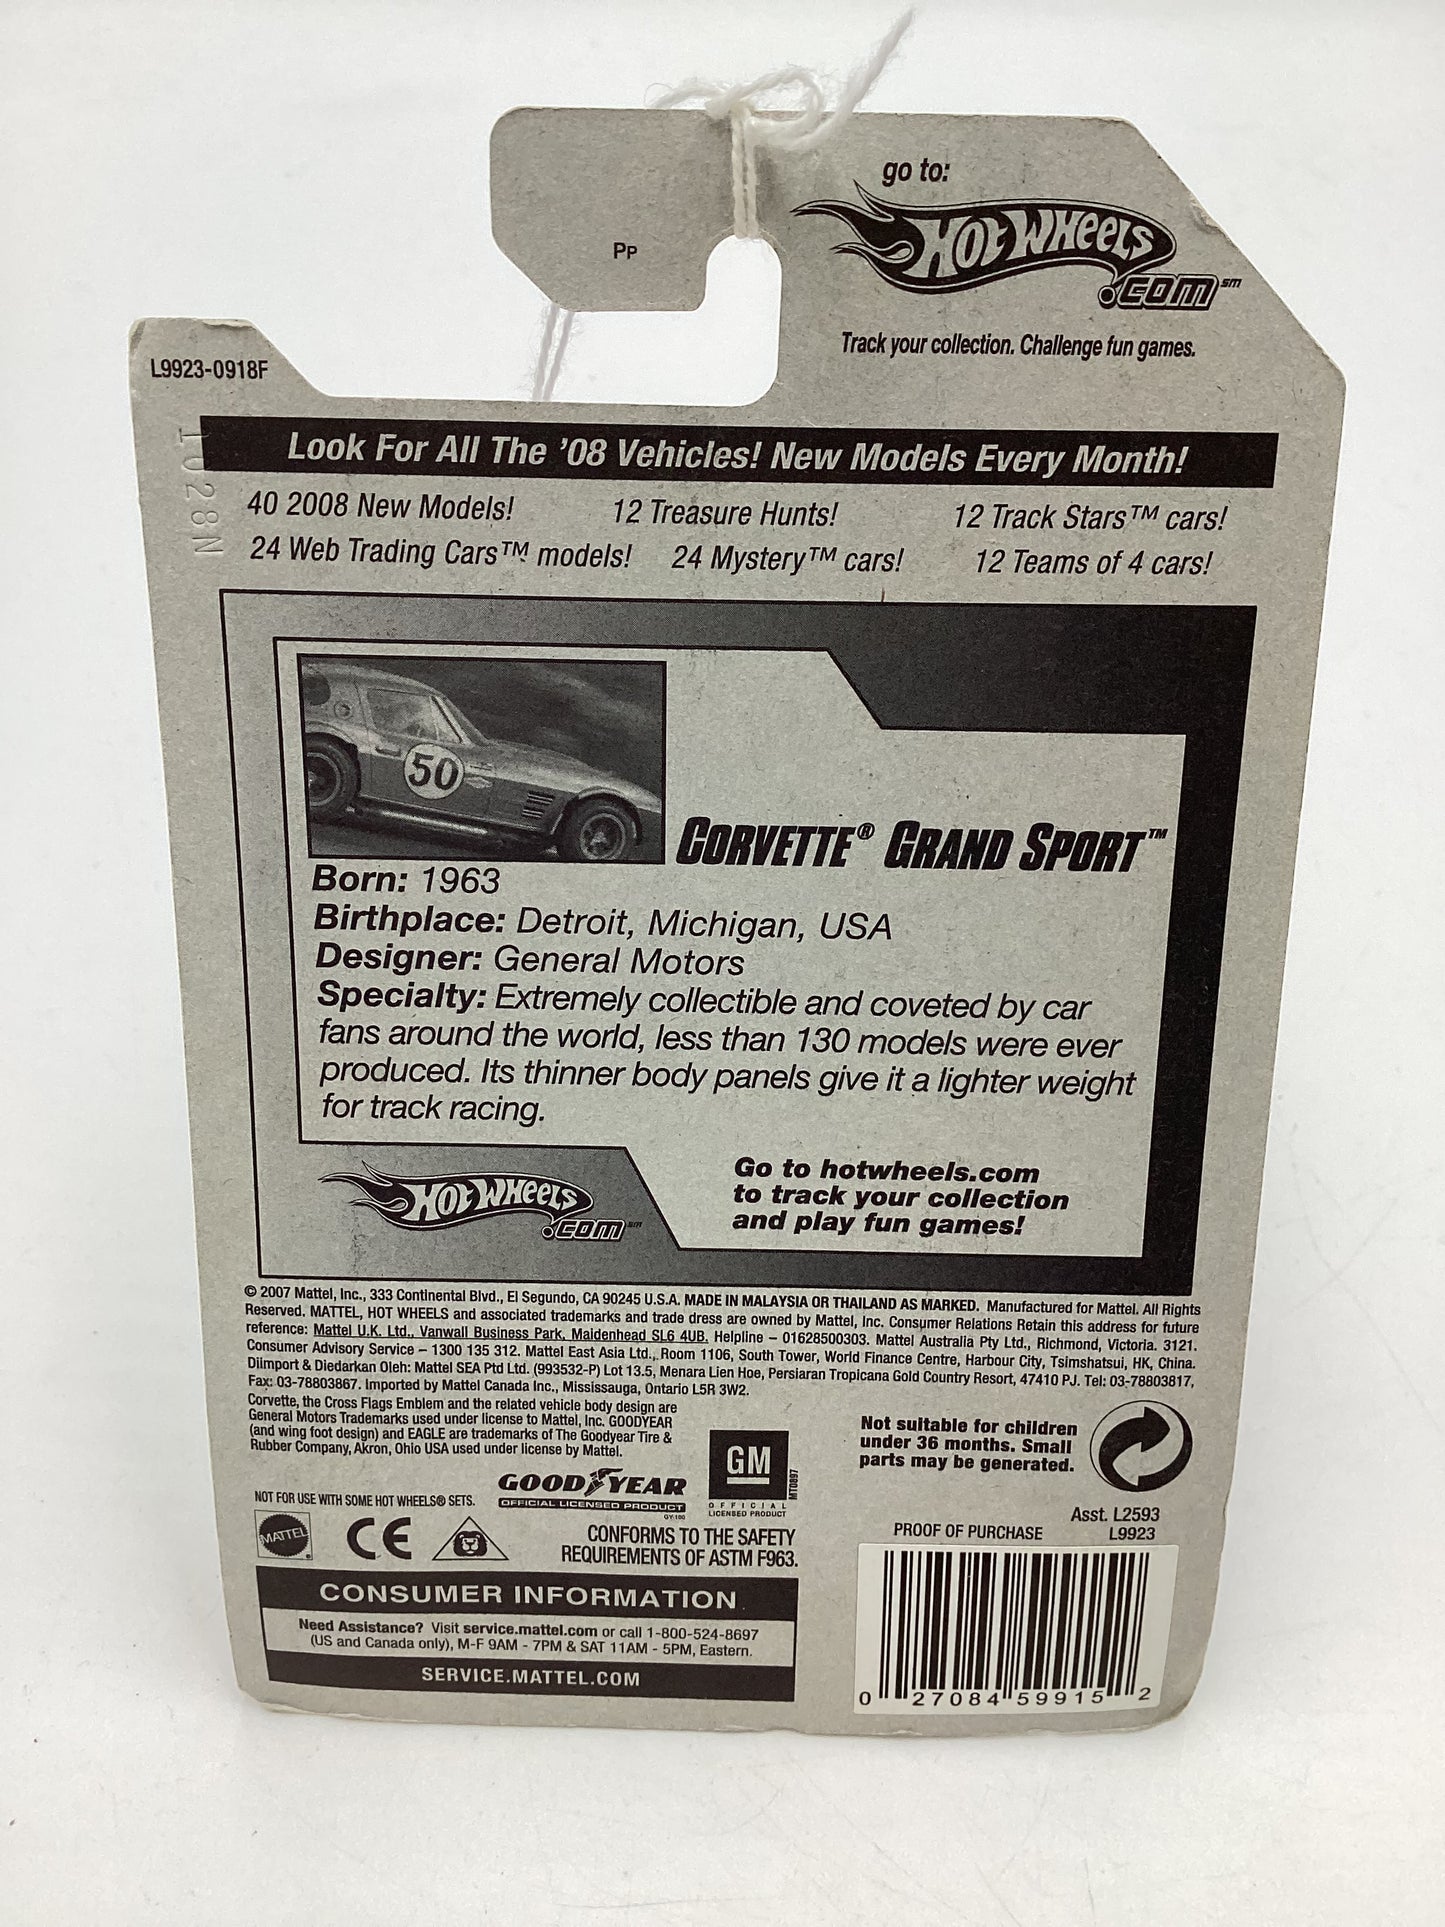 go to:
HOT WHEELS
.COM℠
Pp
Track your collection. Challenge fun games.
L9923-0918F
1028N
Look For All The '08 Vehicles! New Models Every Month!
40 2008 New Models! 12 Treasure Hunts! 12 Track Stars™ cars!
24 Web Trading Cars™ models! 24 Mystery™ cars! 12 Teams of 4 cars!
50
CORVETTE® GRAND SPORT™
Born: 1963
Birthplace: Detroit, Michigan, USA
Designer: General Motors
Specialty: Extremely collectible and coveted by car
fans around the world, less than 130 models were ever
produced. Its thinner body panels give it a lighter weight
for track racing.
HOT WHEELS
.COM℠
Go to hotwheels.com
to track your collection
and play fun games!
© 2007 Mattel, Inc., 333 Continental Blvd., El Segundo, CA 90245 U.S.A. MADE IN MALAYSIA OR THAILAND AS MARKED. Manufactured for Mattel. All Rights
Reserved. MATTEL, HOT WHEELS and associated trademarks and trade dress are owned by Mattel, Inc. Consumer Relations Retain this address for future
reference: Mattel U.K. Ltd., Vanwall Business Park, Maidenhead SL6 4UB. Helpline – 01628500303. Mattel Australia Pty Ltd., Richmond, Victoria. 3121.
Consumer Advisory Service – 1300 135 312. Mattel East Asia Ltd., Room 1106, South Tower, World Finance Centre, Harbour City, Tsimshatsui, HK, China.
Diimport & Diedarkan Oleh: Mattel SEA Ptd Ltd. (993532-P) Lot 13.5, Menara Lien Hoe, Persiaran Tropicana Gold Country Resort, 47410 PJ. Tel: 03-78803817,
Fax: 03-78803867. Imported by Mattel Canada Inc., Mississauga, Ontario L5R 3W2.
Corvette, the Cross Flags Emblem and the related vehicle body design are
General Motors Trademarks used under license to Mattel, Inc. GOODYEAR
(and wing foot design) and EAGLE are trademarks of The Goodyear Tire &
Rubber Company, Akron, Ohio USA used under license by Mattel.
GOODYEAR
OFFICIAL LICENSED PRODUCT
GY-100
GM
OFFICIAL
LICENSED PRODUCT
MT0897
Not suitable for children
under 36 months. Small
parts may be generated.
NOT FOR USE WITH SOME HOT WHEELS® SETS.
MATTEL
CE
CONFORMS TO THE SAFETY
REQUIREMENTS OF ASTM F963.
Asst. L2593
PROOF OF PURCHASE L9923
CONSUMER INFORMATION
Need Assistance? Visit service.mattel.com or call 1-800-524-8697
(US and Canada only), M-F 9AM - 7PM & SAT 11AM - 5PM, Eastern.
SERVICE.MATTEL.COM
0 27084 59915 2